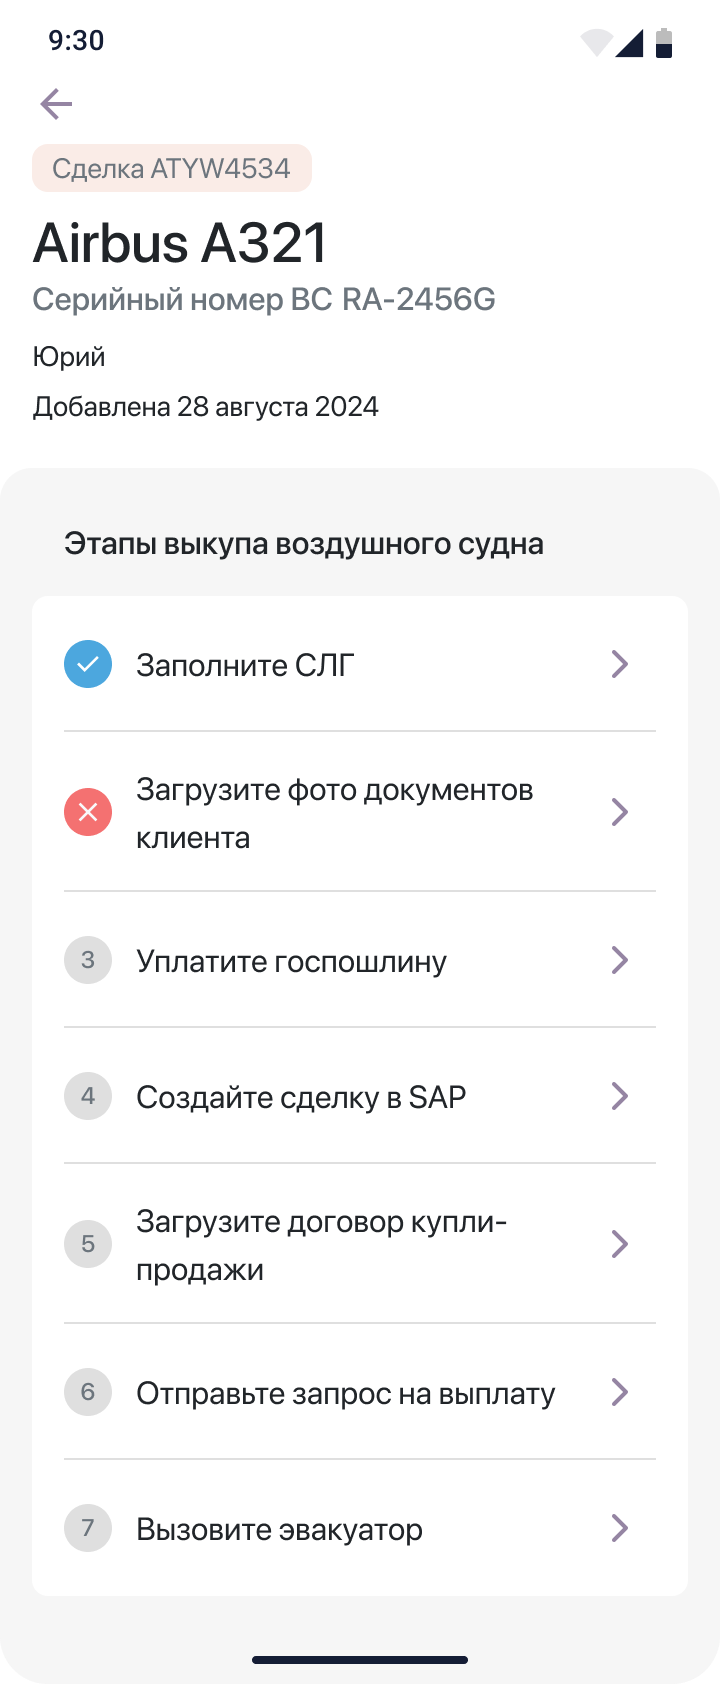 9:30
Сделка ATYW4534
Airbus A321
Серийный номер ВС RA-2456G
Юрий
Добавлена 28 августа 2024
Этапы выкупа воздушного судна
Заполните СЛГ
Загрузите фото документов
клиента
3 Уплатите госпошлину
4 Создайте сделку в SAP
5 Загрузите договор купли-
продажи
6 Отправьте запрос на выплату
7 Вызовите эвакуатор